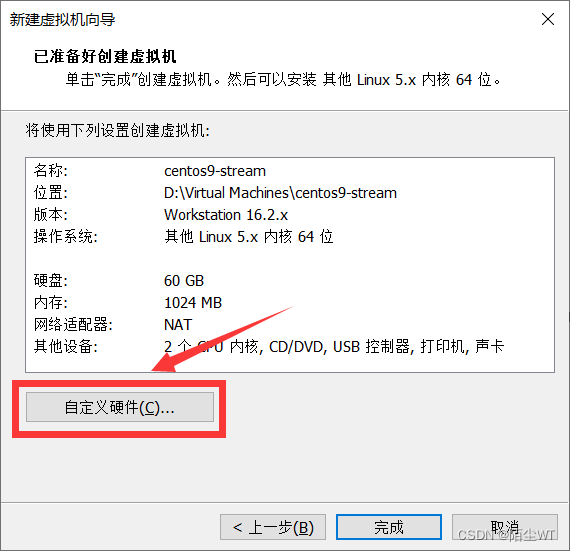 新建虚拟机向导
已准备好创建虚拟机
单击“完成”创建虚拟机。然后可以安装 其他 Linux 5.x 内核 64 位。
将使用下列设置创建虚拟机:
名称: centos9-stream
位置: D:\Virtual Machines\centos9-stream
版本: Workstation 16.2.x
操作系统: 其他 Linux 5.x 内核 64 位
硬盘: 60 GB
内存: 1024 MB
网络适配器: NAT
其他设备: 2 个 CPU 内核, CD/DVD, USB 控制器, 打印机, 声卡
自定义硬件(C)...
< 上一步(B) 完成 取消
CSDN @陌尘WT